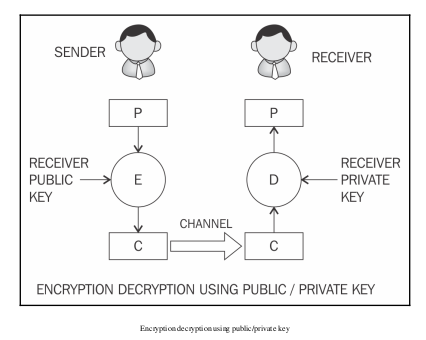 SENDER
RECEIVER
P
P
RECEIVER
PUBLIC
KEY
E
D
RECEIVER
PRIVATE
KEY
CHANNEL
C
C
ENCRYPTION DECRYPTION USING PUBLIC / PRIVATE KEY
Encryption decryption using public/private key